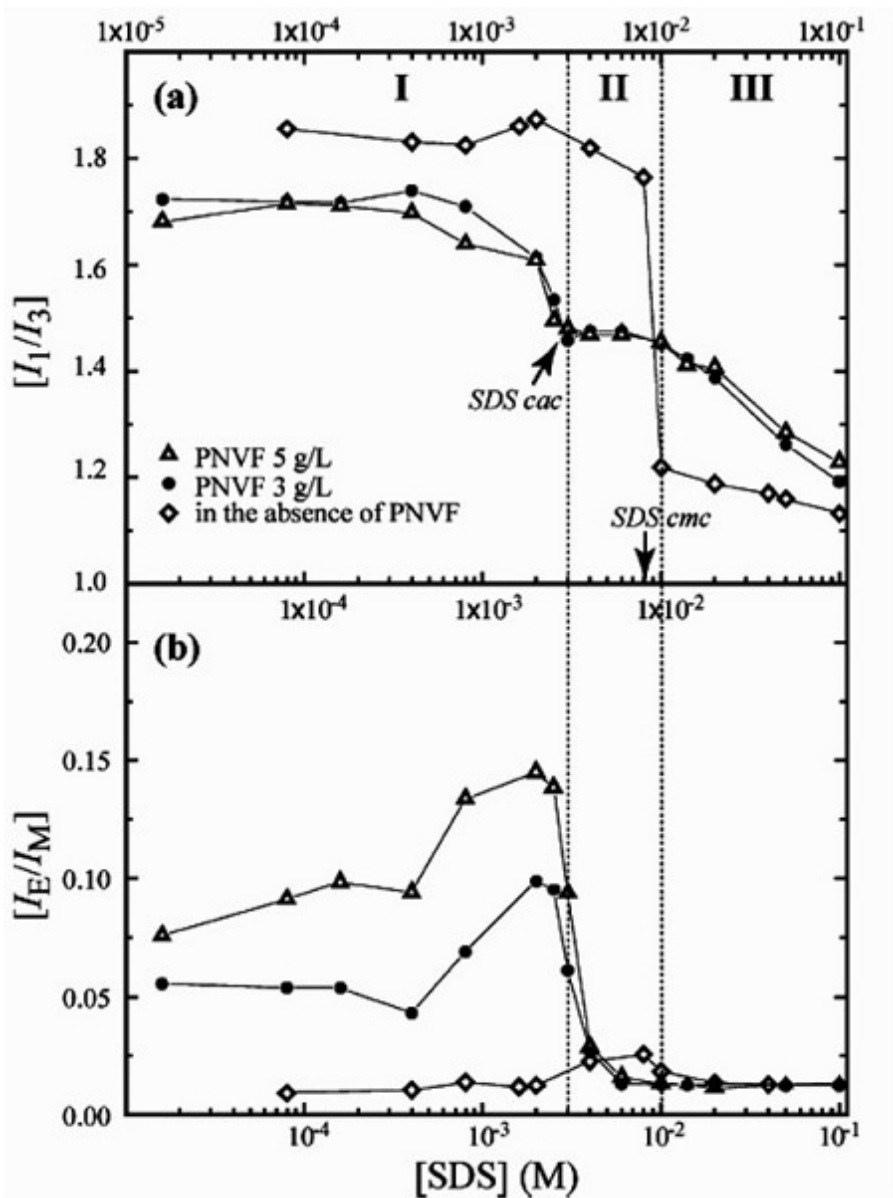 1x10-5 1x10-4 1x10-3 1x10-2 1x10-1
(a) I II III
1.8
1.6
1.4
1.2
1.0
[I1/I3]
SDS cac
PNVF 5 g/L
PNVF 3 g/L
in the absence of PNVF
SDS cmc
1x10-4 1x10-3 1x10-2
(b)
0.20
0.15
0.10
0.05
0.00
[IE/IM]
10-4 10-3 10-2 10-1
[SDS] (M)